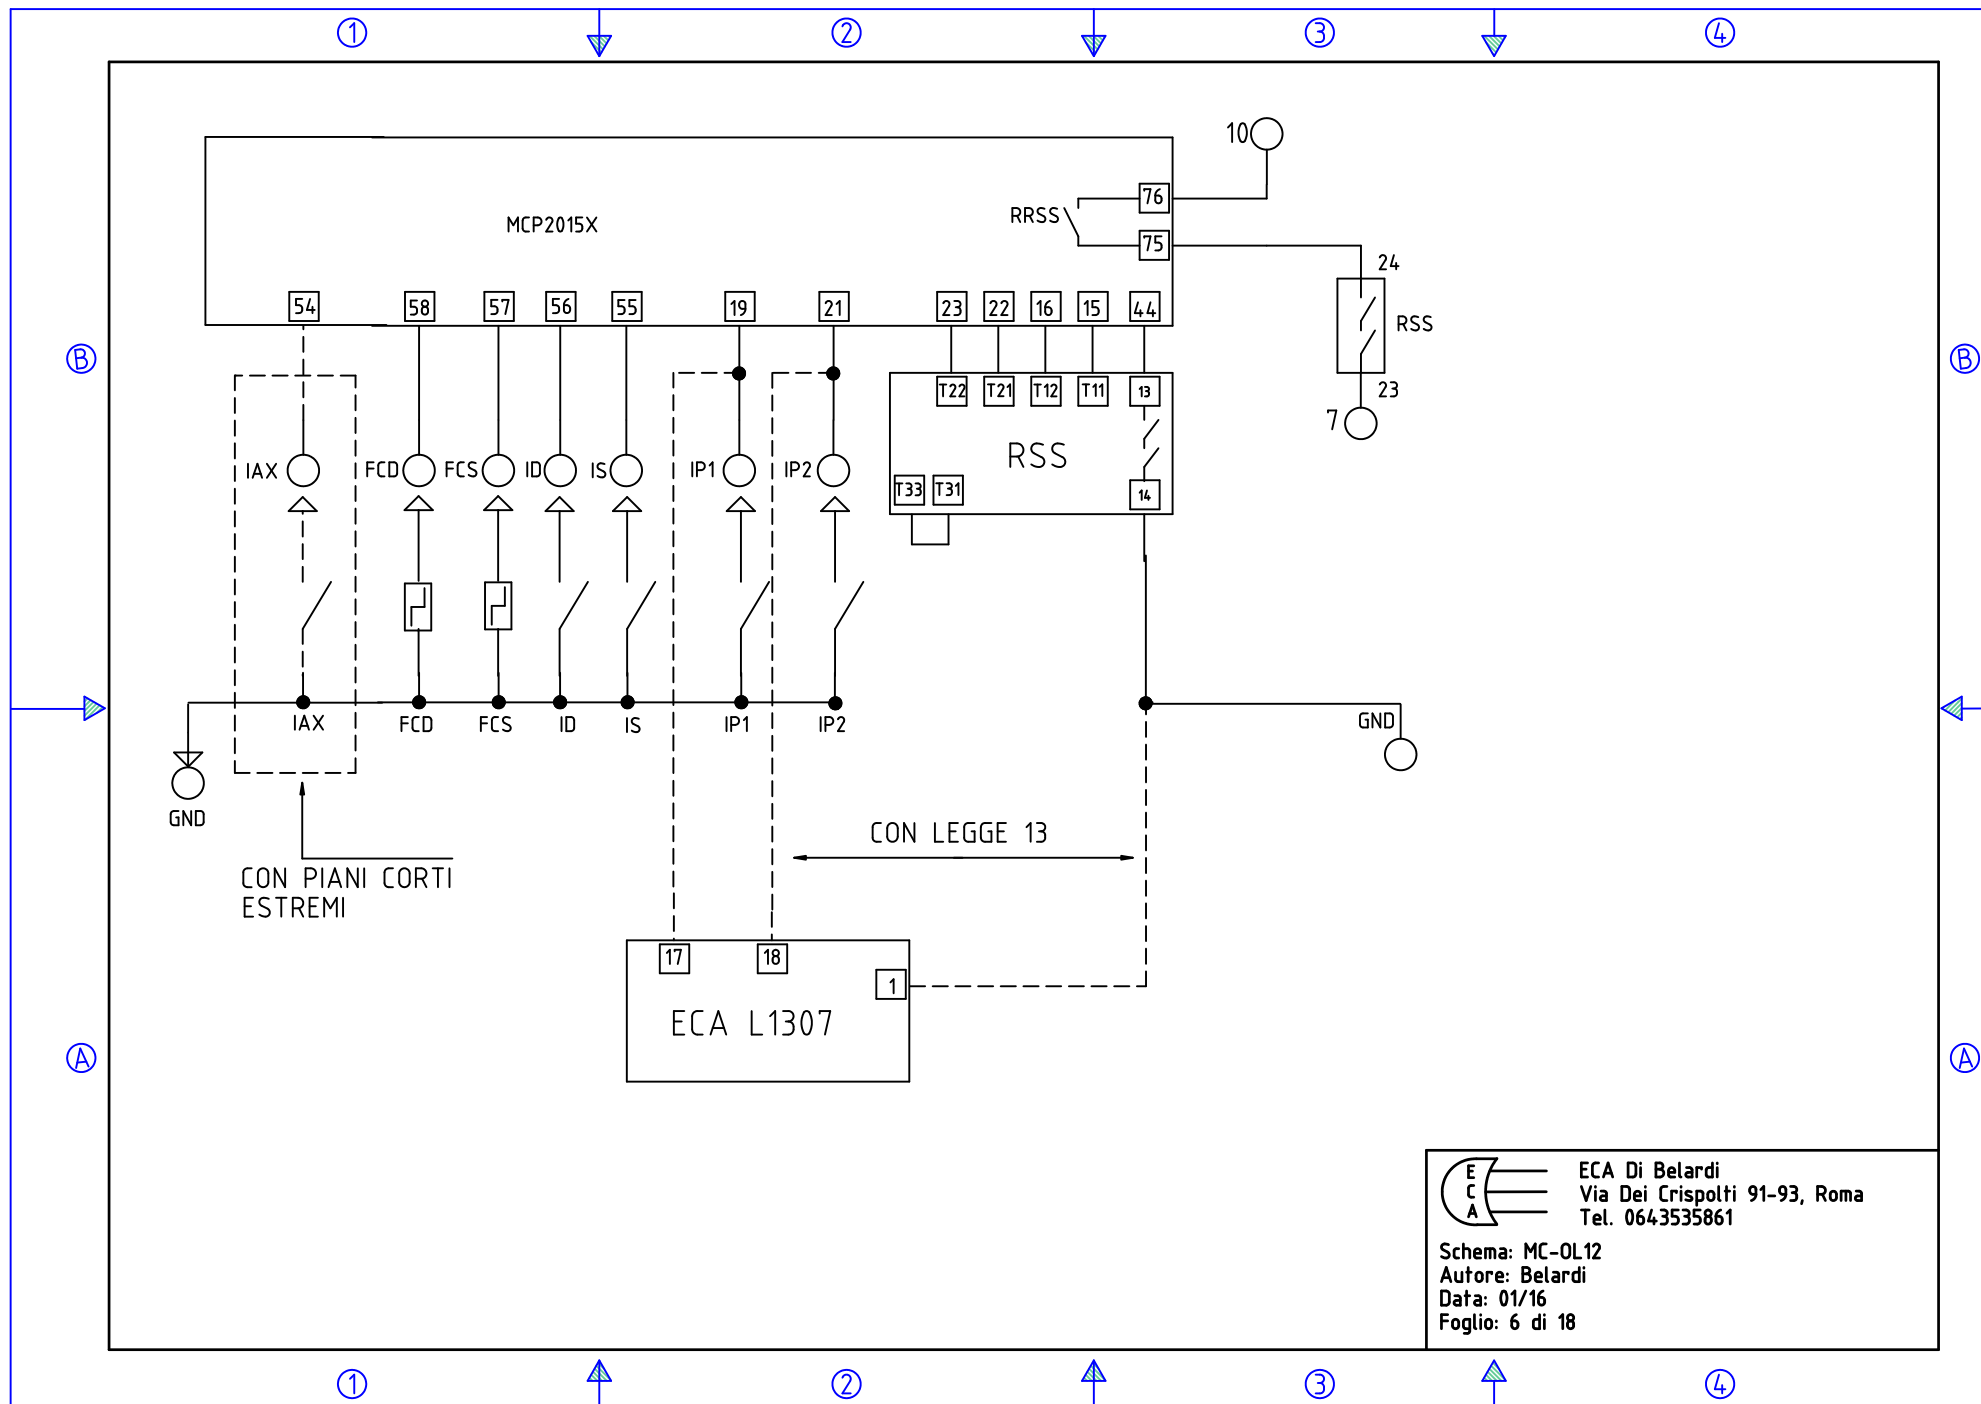 1 2 3 4
10
76
RRSS
MCP2015X
75
24
54 58 57 56 55 19 21 23 22 16 15 44
RSS
B B
T22 T21 T12 T11 13
23
7
RSS
IAX FCD FCS ID IS IP1 IP2
T33 T31 14
IAX FCD FCS ID IS IP1 IP2
GND
GND
CON LEGGE 13
CON PIANI CORTI
ESTREMI
17 18
1
ECA L1307
A A
E
C
A
ECA Di Belardi
Via Dei Crispolti 91-93, Roma
Tel. 0643535861
Schema: MC-OL12
Autore: Belardi
Data: 01/16
Foglio: 6 di 18
1 2 3 4